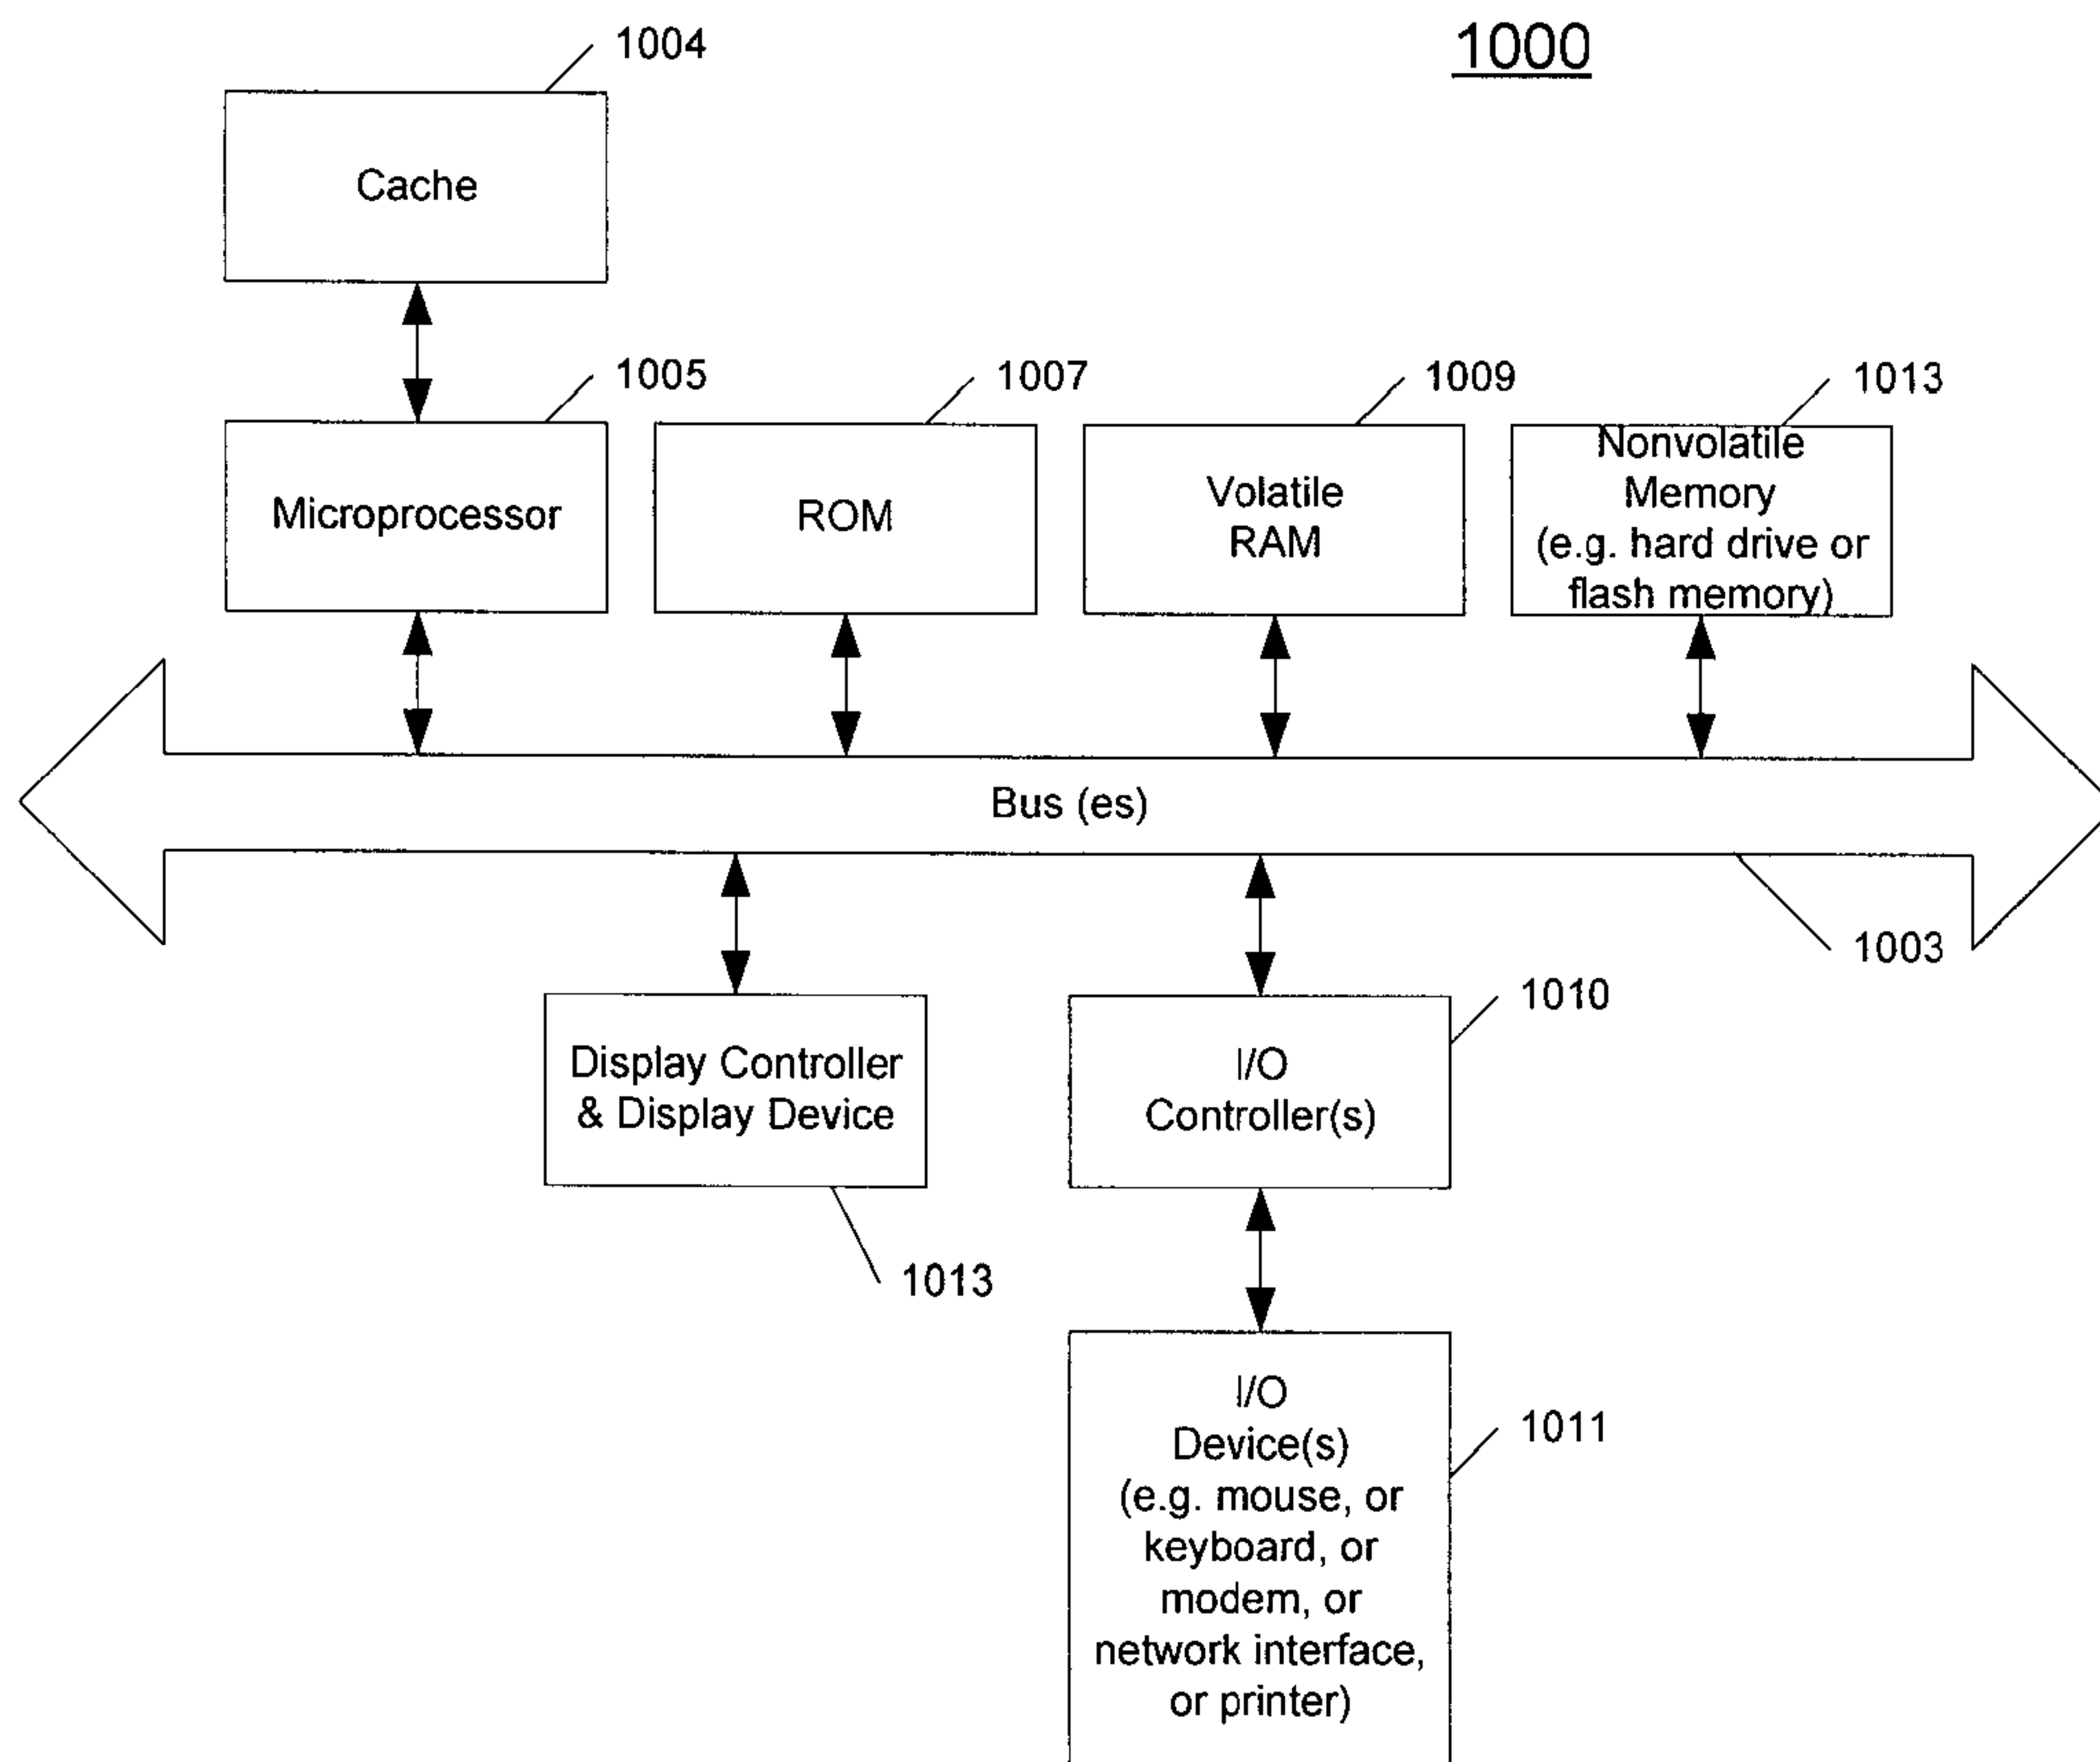 1000
1004
Cache
1005
1007
1009
1013
Microprocessor
ROM
Volatile
RAM
Nonvolatile
Memory
(e.g. hard drive or
flash memory)
Bus (es)
1003
Display Controller
& Display Device
1013
1010
I/O
Controller(s)
1011
I/O
Device(s)
(e.g. mouse, or
keyboard, or
modem, or
network interface,
or printer)